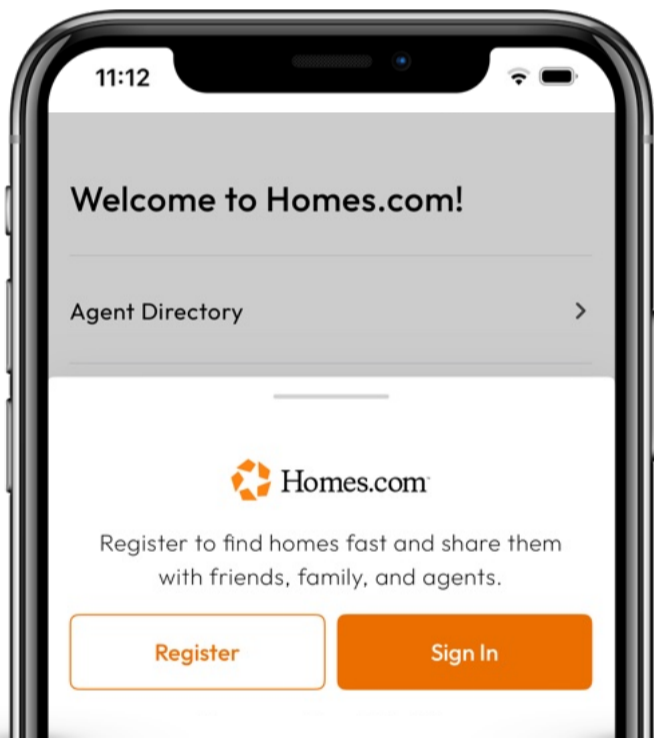 11:12
Welcome to Homes.com!
Agent Directory
Homes.com
Register to find homes fast and share them
with friends, family, and agents.
Register
Sign In